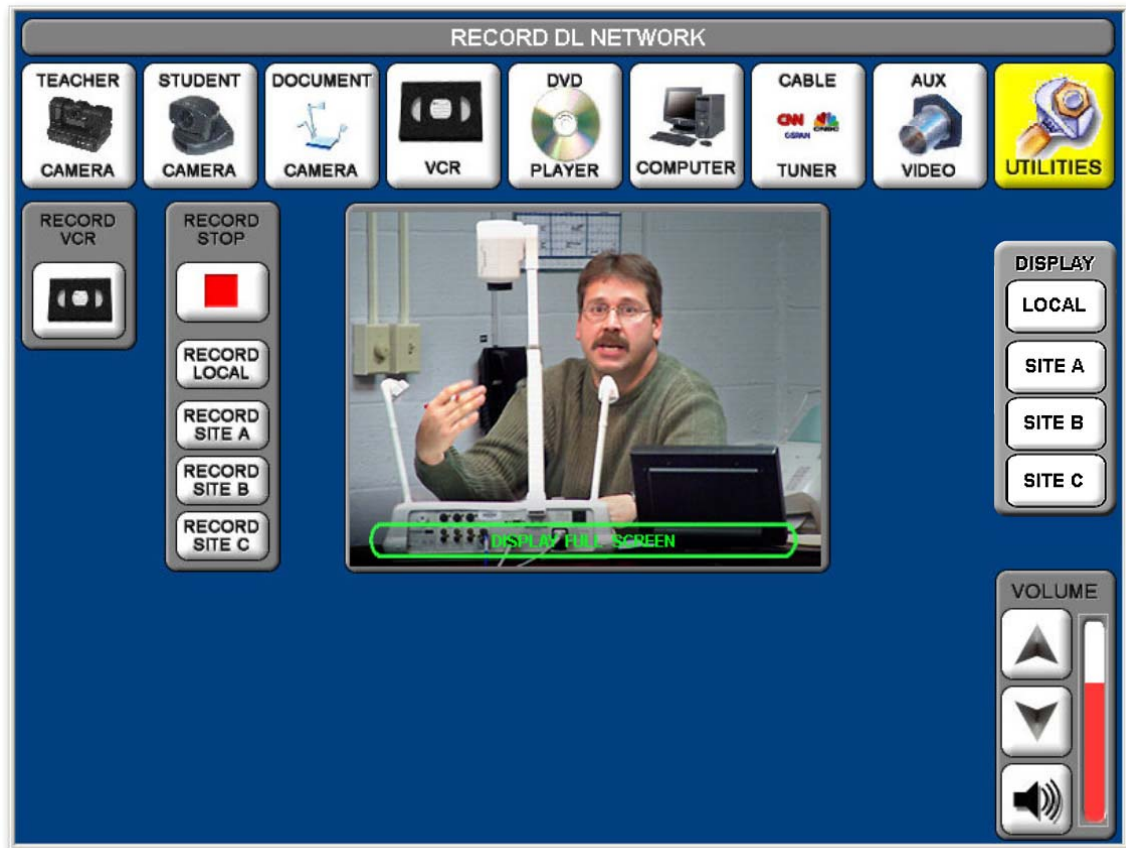 RECORD DL NETWORK
TEACHER
CAMERA
STUDENT
CAMERA
DOCUMENT
CAMERA
VCR
DVD
PLAYER
COMPUTER
CABLE
CNN
CSPAN
CNBC
TUNER
AUX
VIDEO
UTILITIES
RECORD
VCR
RECORD
STOP
RECORD
LOCAL
RECORD
SITE A
RECORD
SITE B
RECORD
SITE C
DISPLAY FULL SCREEN
DISPLAY
LOCAL
SITE A
SITE B
SITE C
VOLUME